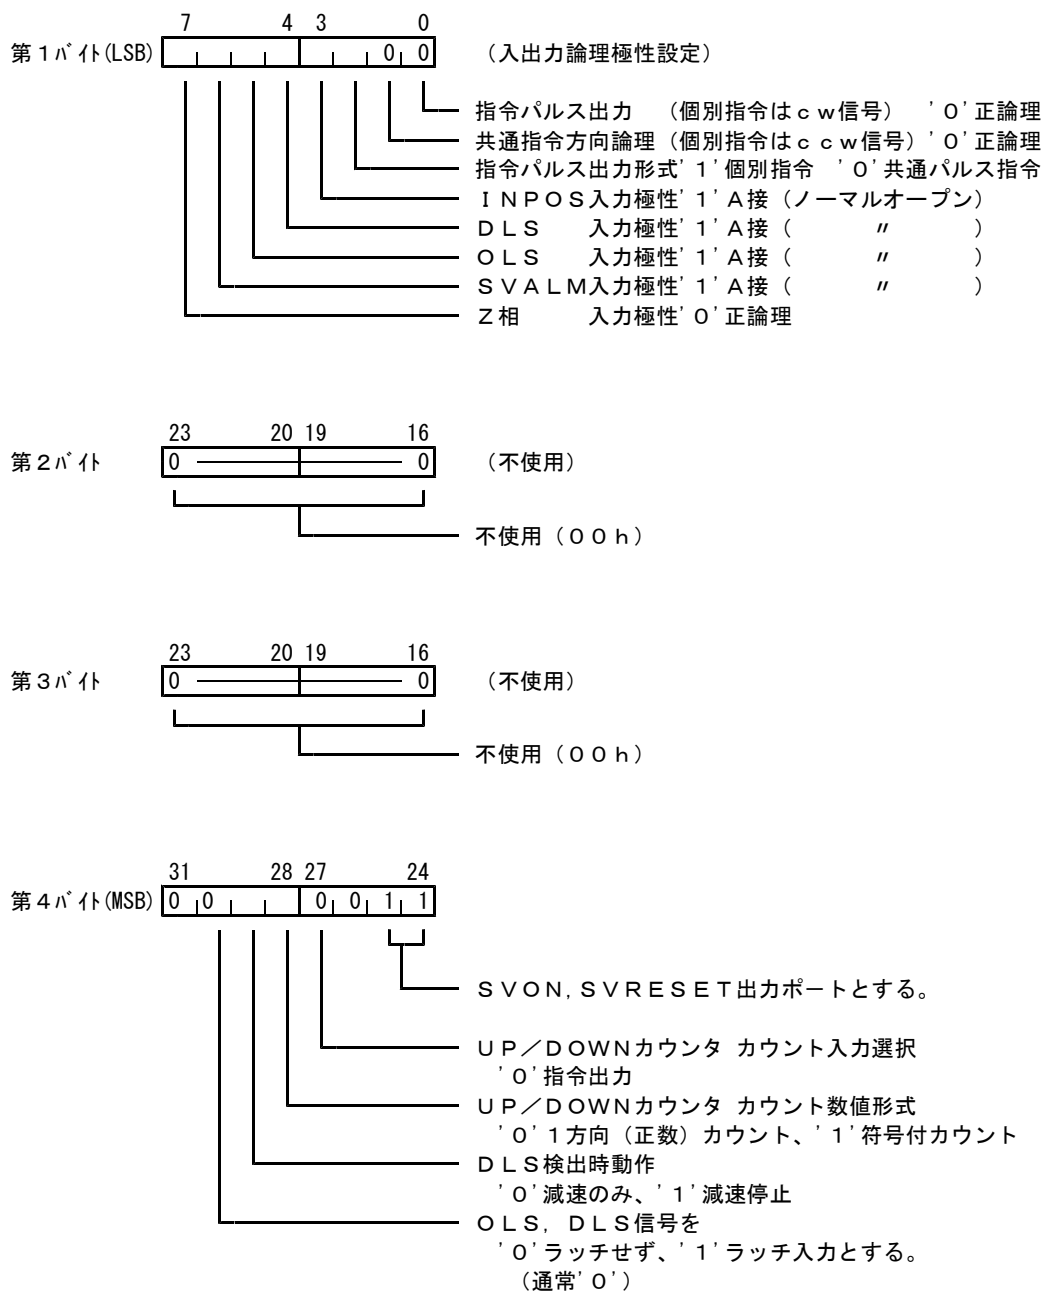 7 4 3 0
第１ﾊﾞｲﾄ(LSB) 0 0 （入出力論理極性設定）
指令パルス出力 （個別指令はｃｗ信号） '０'正論理
共通指令方向論理（個別指令はｃｃｗ信号）'０'正論理
指令パルス出力形式'１'個別指令 '０'共通パルス指令
ＩＮＰＯＳ入力極性'１'Ａ接（ノーマルオープン）
ＤＬＳ 入力極性'１'Ａ接（ 〃 ）
ＯＬＳ 入力極性'１'Ａ接（ 〃 ）
ＳＶＡＬＭ入力極性'１'Ａ接（ 〃 ）
Ｚ相 入力極性'０'正論理
23 20 19 16
第２ﾊﾞｲﾄ 0 0 （不使用）
不使用（００ｈ）
23 20 19 16
第３ﾊﾞｲﾄ 0 0 （不使用）
不使用（００ｈ）
31 28 27 24
第４ﾊﾞｲﾄ(MSB) 0 0 0 0 1 1
ＳＶＯＮ,ＳＶＲＥＳＥＴ出力ポートとする。
ＵＰ／ＤＯＷＮカウンタ カウント入力選択
'０'指令出力
ＵＰ／ＤＯＷＮカウンタ カウント数値形式
'０'１方向（正数）カウント、'１'符号付カウント
ＤＬＳ検出時動作
'０'減速のみ、'１'減速停止
ＯＬＳ，ＤＬＳ信号を
'０'ラッチせず、'１'ラッチ入力とする。
（通常'０'）